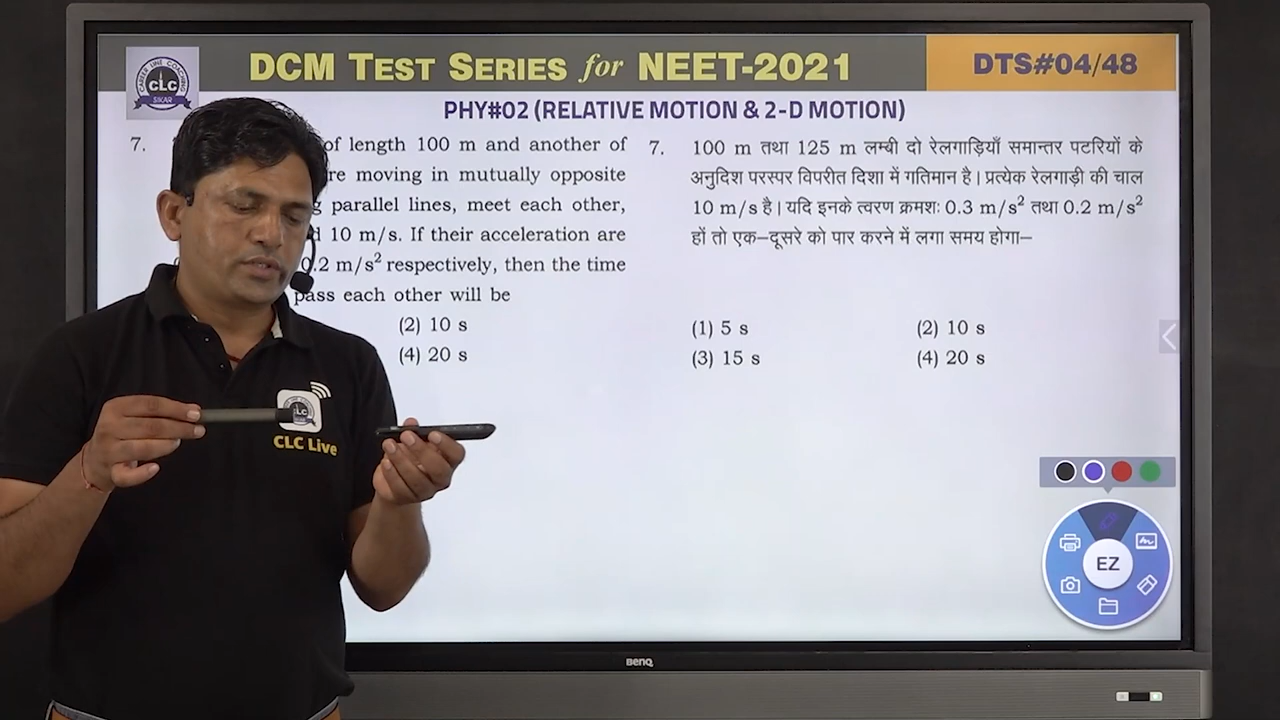 DCM TEST SERIES for NEET-2021
DTS#04/48
CLC
SIKAR
PHY#02 (RELATIVE MOTION & 2-D MOTION)
7.
of length 100 m and another of
re moving in mutually opposite
parallel lines, meet each other,
10 m/s. If their acceleration are
0.2 m/s² respectively, then the time
pass each other will be
(2) 10 s
(4) 20 s
7. 100 m तथा 125 m लम्बी दो रेलगाड़ियाँ समान्तर पटरियों के
अनुदिश परस्पर विपरीत दिशा में गतिमान है। प्रत्येक रेलगाड़ी की चाल
10 m/s है। यदि इनके त्वरण क्रमशः 0.3 m/s² तथा 0.2 m/s²
हों तो एक–दूसरे को पार करने में लगा समय होगा–
(1) 5 s (2) 10 s
(3) 15 s (4) 20 s
CLC Live
EZ
BenQ